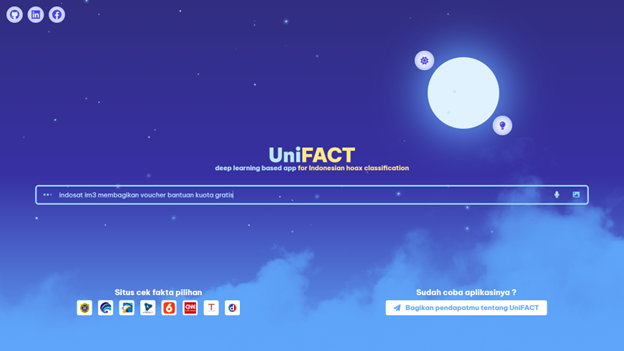 UniFACT
deep learning based app for Indonesian hoax classification
indosat im3 membagikan voucher bantuan kuota gratis
Situs cek fakta pilihan
CNN
Sudah coba aplikasinya ?
Bagikan pendapatmu tentang UniFACT